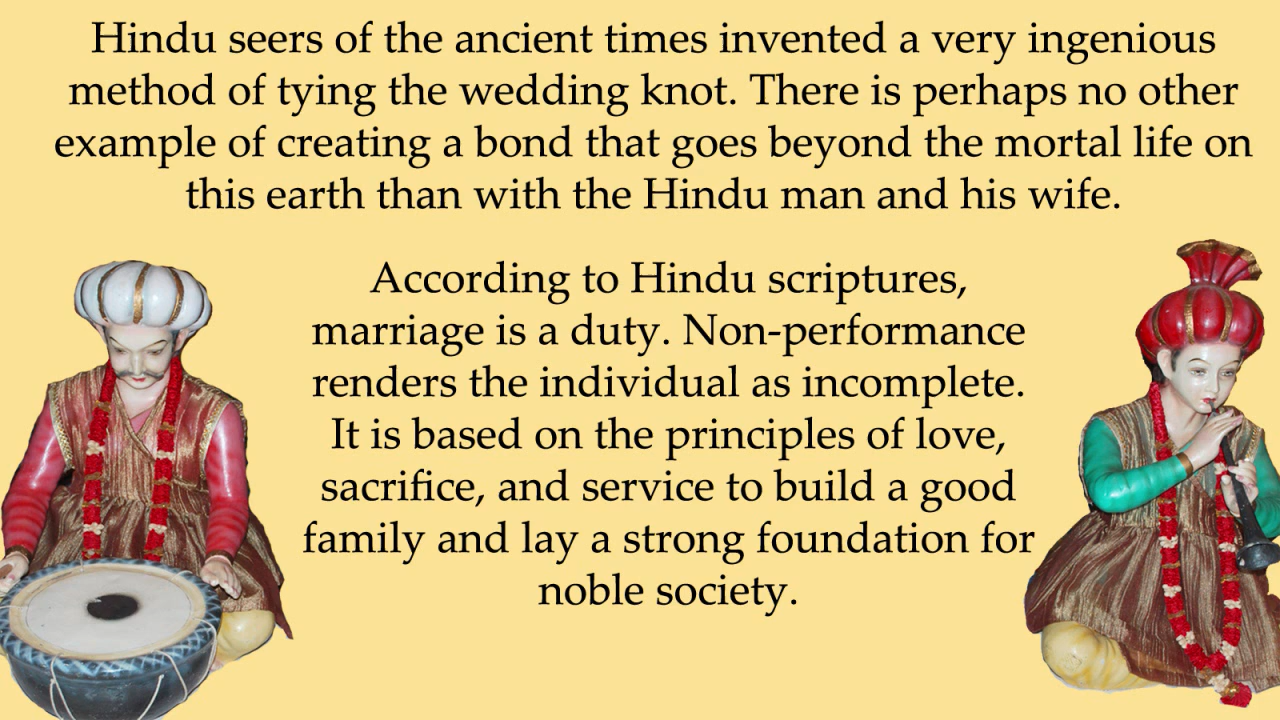 Hindu seers of the ancient times invented a very ingenious
method of tying the wedding knot. There is perhaps no other
example of creating a bond that goes beyond the mortal life on
this earth than with the Hindu man and his wife.
According to Hindu scriptures,
marriage is a duty. Non-performance
renders the individual as incomplete.
It is based on the principles of love,
sacrifice, and service to build a good
family and lay a strong foundation for
noble society.